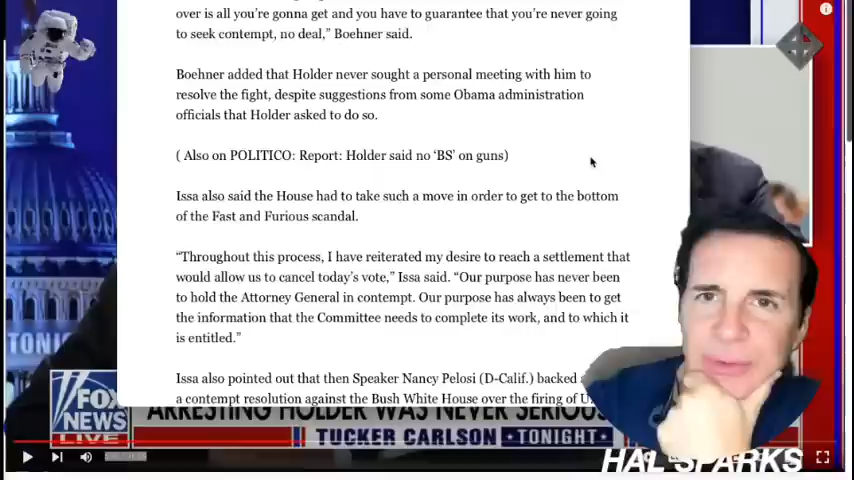 over is all you're gonna get and you have to guarantee that you're never going
to seek contempt, no deal,” Boehner said.
Boehner added that Holder never sought a personal meeting with him to
resolve the fight, despite suggestions from some Obama administration
officials that Holder asked to do so.
( Also on POLITICO: Report: Holder said no ‘BS’ on guns)
Issa also said the House had to take such a move in order to get to the bottom
of the Fast and Furious scandal.
“Throughout this process, I have reiterated my desire to reach a settlement that
would allow us to cancel today’s vote,” Issa said. “Our purpose has never been
to hold the Attorney General in contempt. Our purpose has always been to get
the information that the Committee needs to complete its work, and to which it
is entitled.”
Issa also pointed out that then Speaker Nancy Pelosi (D-Calif.) backed
a contempt resolution against the Bush White House over the firing of
TONIG
FOX
NEWS
LIVE
ARRESTING HOLDER WAS NEVER SERIOUS
TUCKER CARLSON TONIGHT
HAL SPARKS